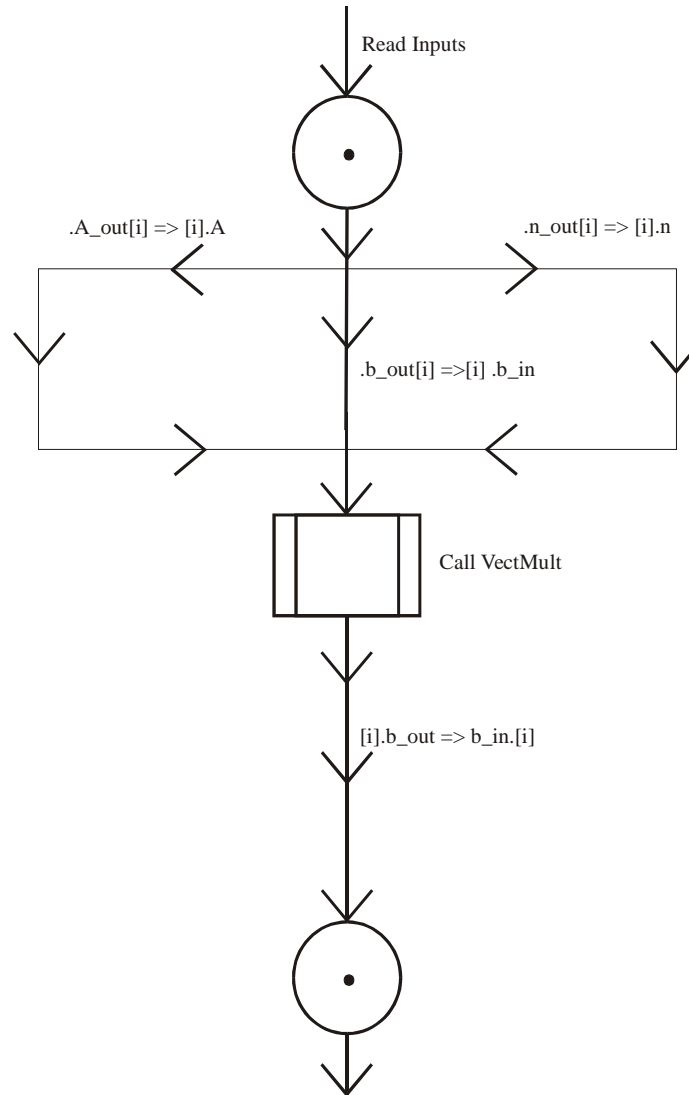 Read Inputs
.A_out[i] => [i].A
.n_out[i] => [i].n
.b_out[i] =>[i] .b_in
Call VectMult
[i].b_out => b_in.[i]